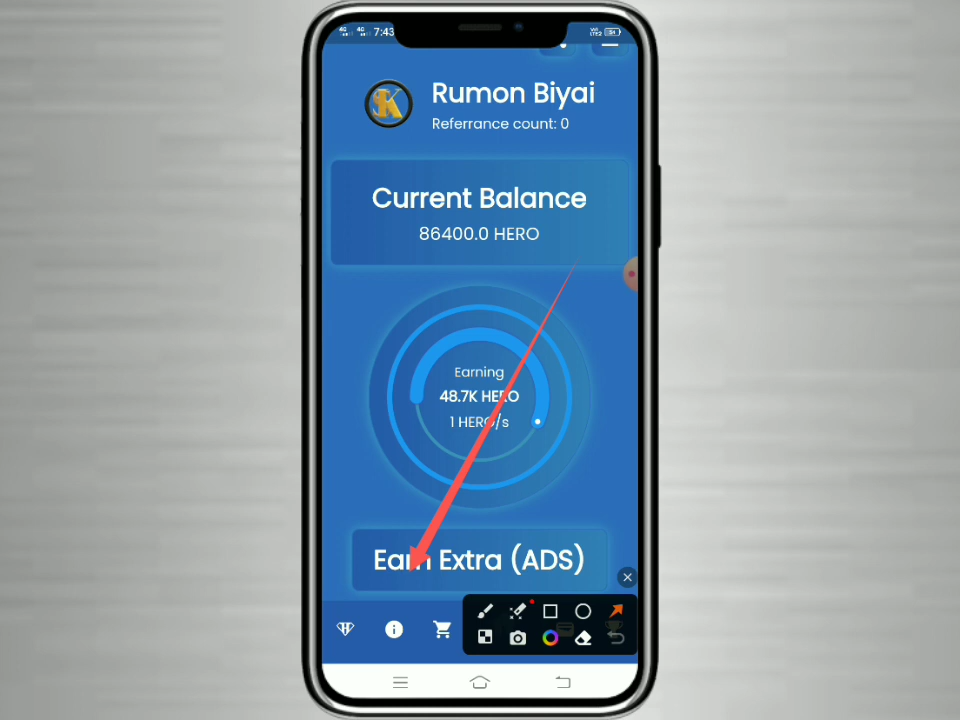 7:43
Rumon Biyai
Referrance count: 0
Current Balance
86400.0 HERO
Earning
48.7K HERO
1 HERO/s
Earn Extra (ADS)